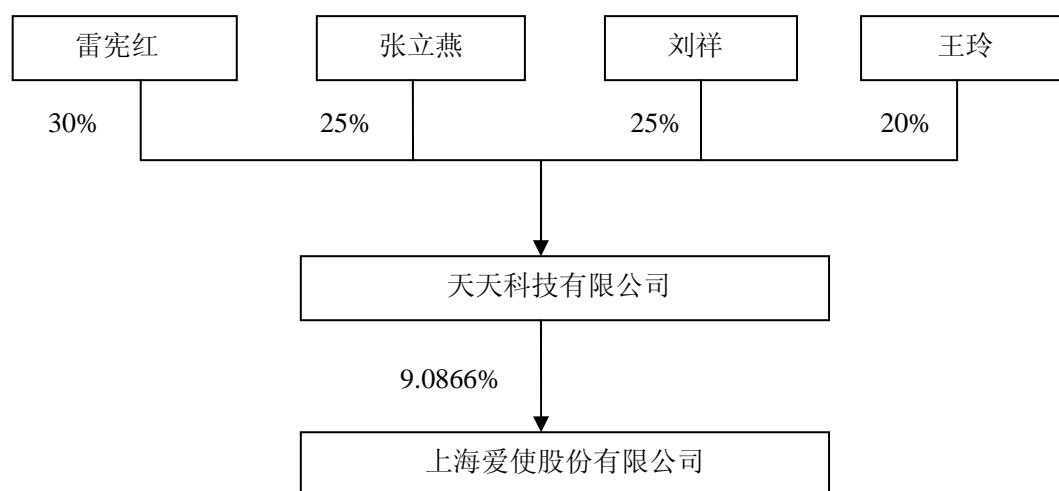 雷宪红
张立燕
刘祥
王玲
30%
25%
25%
20%
天天科技有限公司
9.0866%
上海爱使股份有限公司